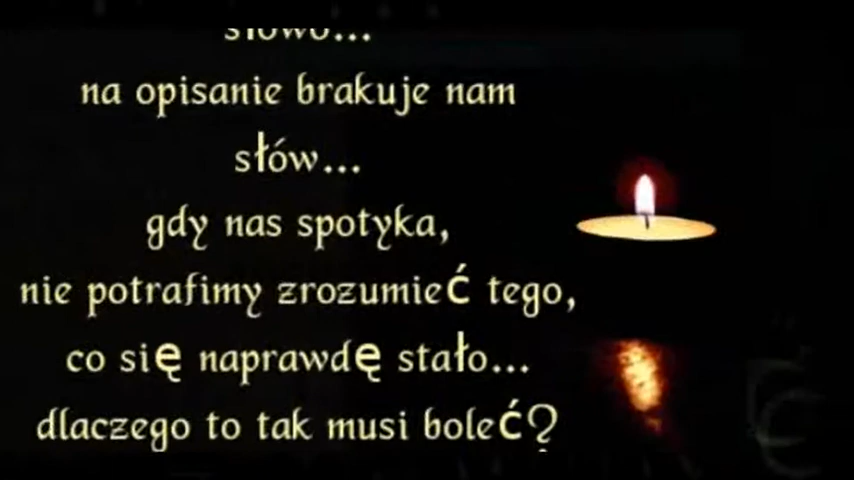 słowo...
na opisanie brakuje nam
słów...
gdy nas spotyka,
nie potrafimy zrozumieć tego,
co się naprawdę stało...
dlaczego to tak musi boleć?